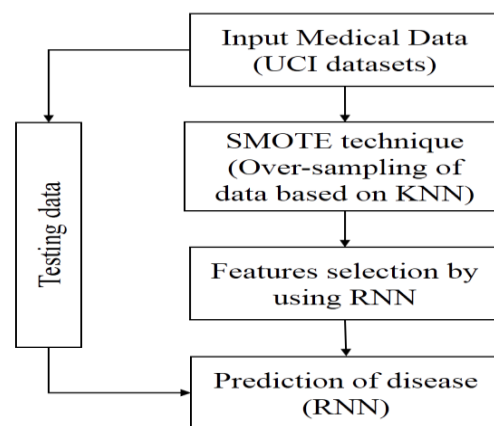 Input Medical Data
(UCI datasets)
SMOTE technique
(Over-sampling of
data based on KNN)
Testing data
Features selection by
using RNN
Prediction of disease
(RNN)